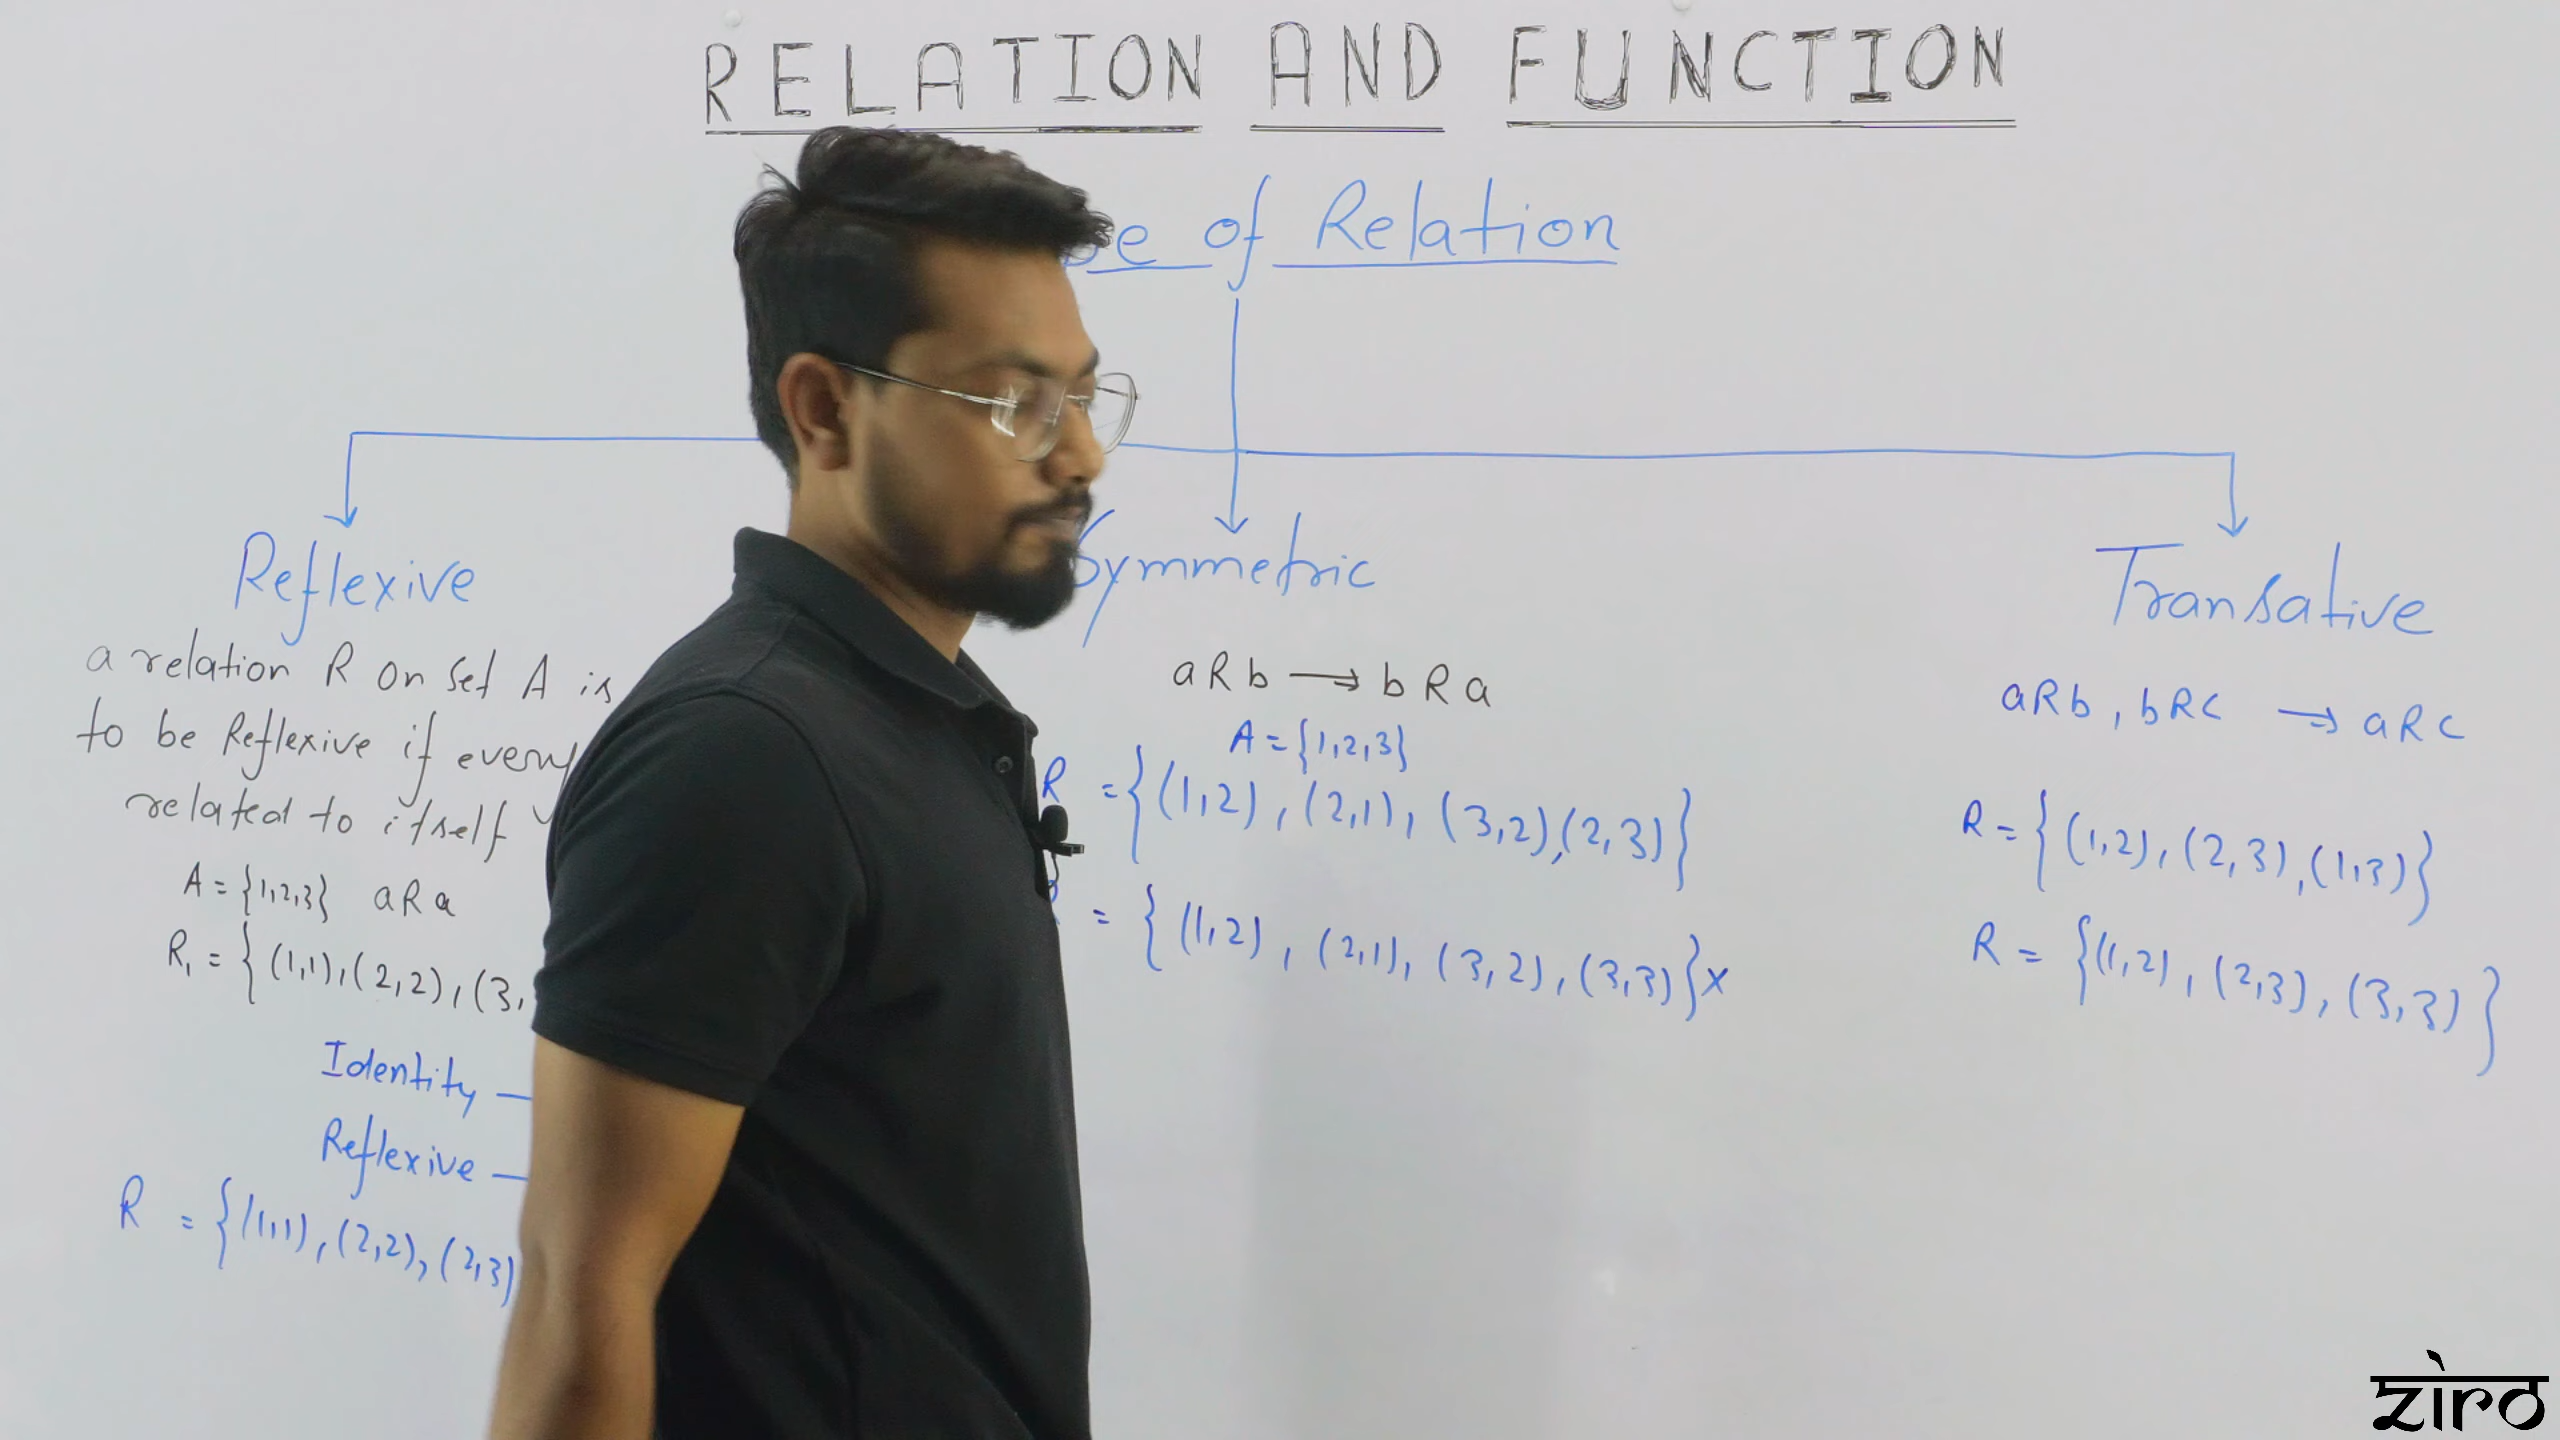 RELATION AND FUNCTION
of Relation
Reflexive
a relation R on set A is
to be Reflexive if every
related to itself
A = {1,2,3} aRa
R₁ = {(1,1),(2,2),(3,
Identity —
Reflexive —
R = {(1,1),(2,2),(2,3)
Symmetric
aRb → bRa
A = {1,2,3}
R = {(1,2),(2,1),(3,2),(2,3)}
= {(1,2),(2,1),(3,2),(3,3)}x
Transative
aRb, bRc → aRc
R = {(1,2),(2,3),(1,3)}
R = {(1,2),(2,3),(3,3)}
ziro